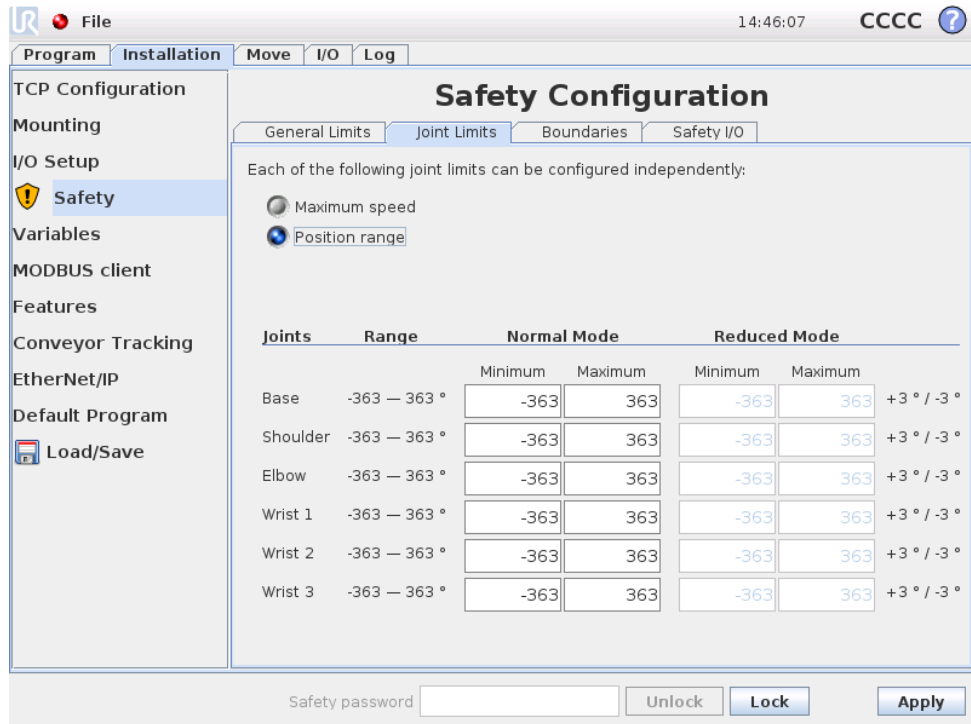 UR File 14:46:07 CCCC ?
Program Installation Move I/O Log
TCP Configuration
Mounting
I/O Setup
Safety
Variables
MODBUS client
Features
Conveyor Tracking
EtherNet/IP
Default Program
Load/Save
Safety Configuration
General Limits Joint Limits Boundaries Safety I/O
Each of the following joint limits can be configured independently:
Maximum speed
Position range
Joints Range Normal Mode Reduced Mode
Minimum Maximum Minimum Maximum
Base -363 — 363 ° -363 363 -363 363 +3 ° / -3 °
Shoulder -363 — 363 ° -363 363 -363 363 +3 ° / -3 °
Elbow -363 — 363 ° -363 363 -363 363 +3 ° / -3 °
Wrist 1 -363 — 363 ° -363 363 -363 363 +3 ° / -3 °
Wrist 2 -363 — 363 ° -363 363 -363 363 +3 ° / -3 °
Wrist 3 -363 — 363 ° -363 363 -363 363 +3 ° / -3 °
Safety password Unlock Lock Apply